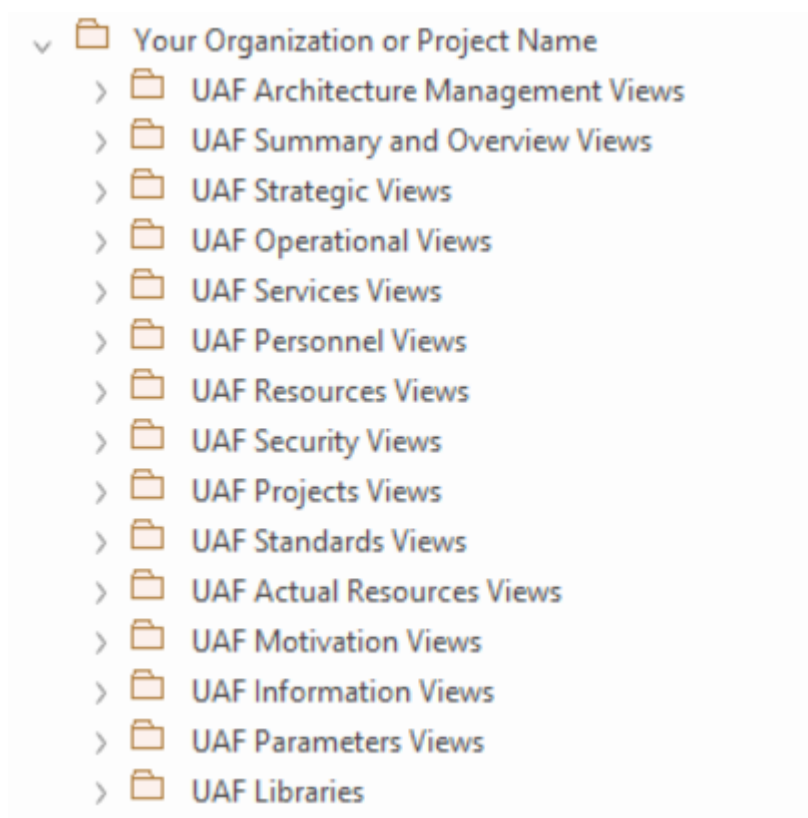 Your Organization or Project Name
UAF Architecture Management Views
UAF Summary and Overview Views
UAF Strategic Views
UAF Operational Views
UAF Services Views
UAF Personnel Views
UAF Resources Views
UAF Security Views
UAF Projects Views
UAF Standards Views
UAF Actual Resources Views
UAF Motivation Views
UAF Information Views
UAF Parameters Views
UAF Libraries